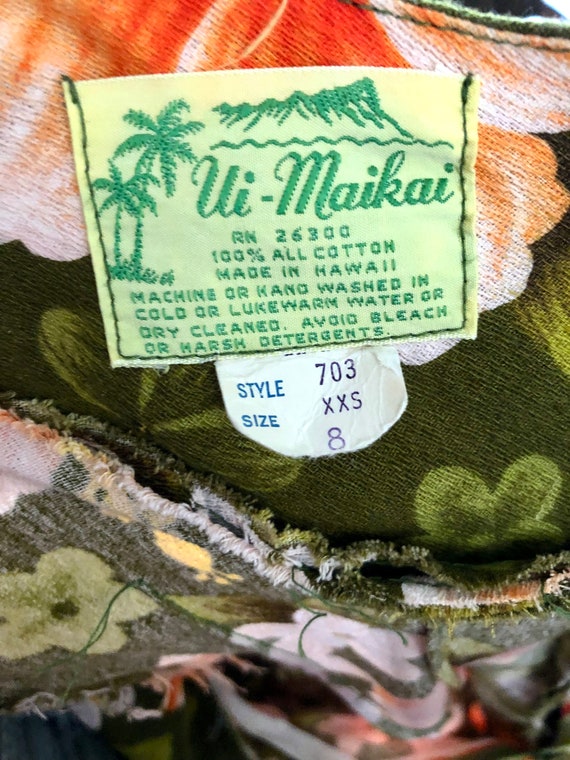 Ui-Maikai
RN 26300
100% ALL COTTON
MADE IN HAWAII
MACHINE OR KAND WASHED IN
COLD OR LUKEWARM WATER OR
DRY CLEANED. AVOID BLEACH
OR HARSH DETERGENTS.
STYLE 703
SIZE XXS
8